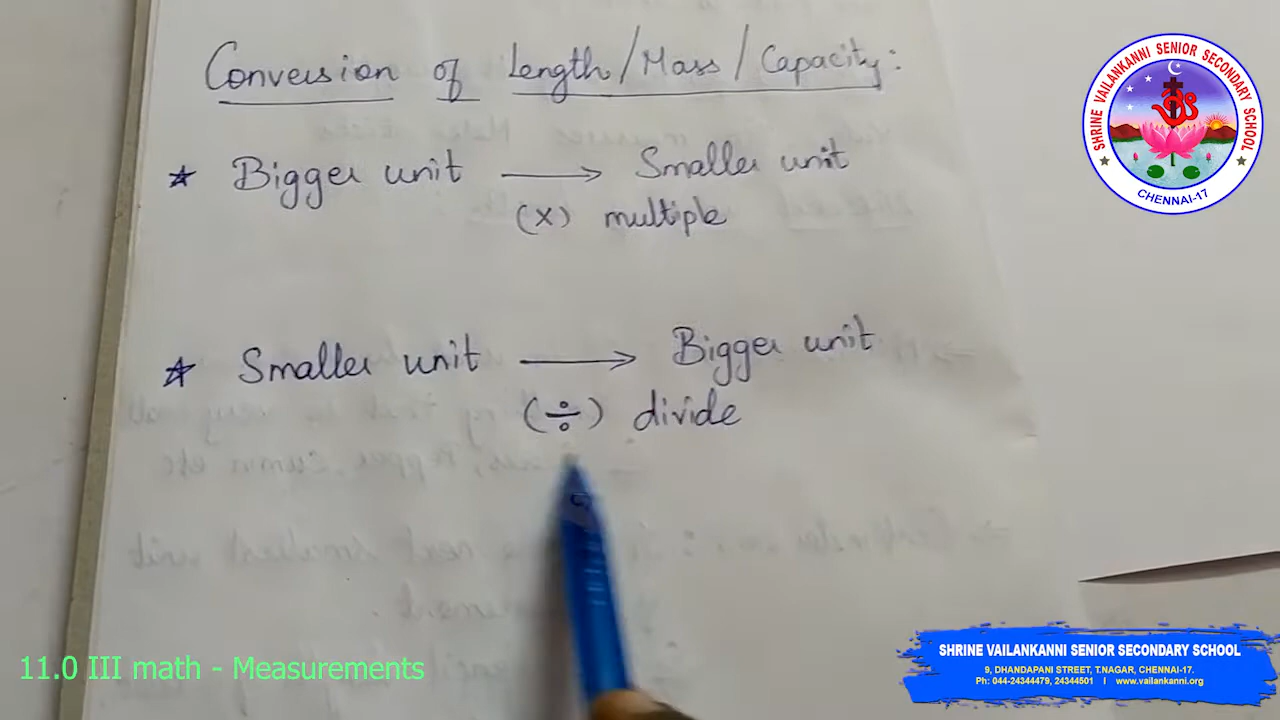 Conversion of Length/Mass/Capacity:
★ Bigger unit → Smaller unit
(x) multiple
★ Smaller unit → Bigger unit
(÷) divide
SHRINE VAILANKANNI SENIOR SECONDARY SCHOOL
CHENNAI-17
11.0 III math - Measurements
SHRINE VAILANKANNI SENIOR SECONDARY SCHOOL
9, DHANDAPANI STREET, T.NAGAR, CHENNAI-17.
Ph: 044-24344479, 24344501 I www.vailankanni.org